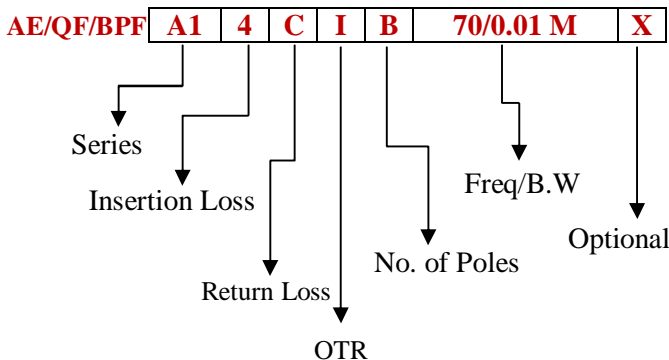 AE/QF/BPF A1 4 C I B 70/0.01 M X
Series
Insertion Loss
Freq/B.W
Optional
No. of Poles
Return Loss
OTR